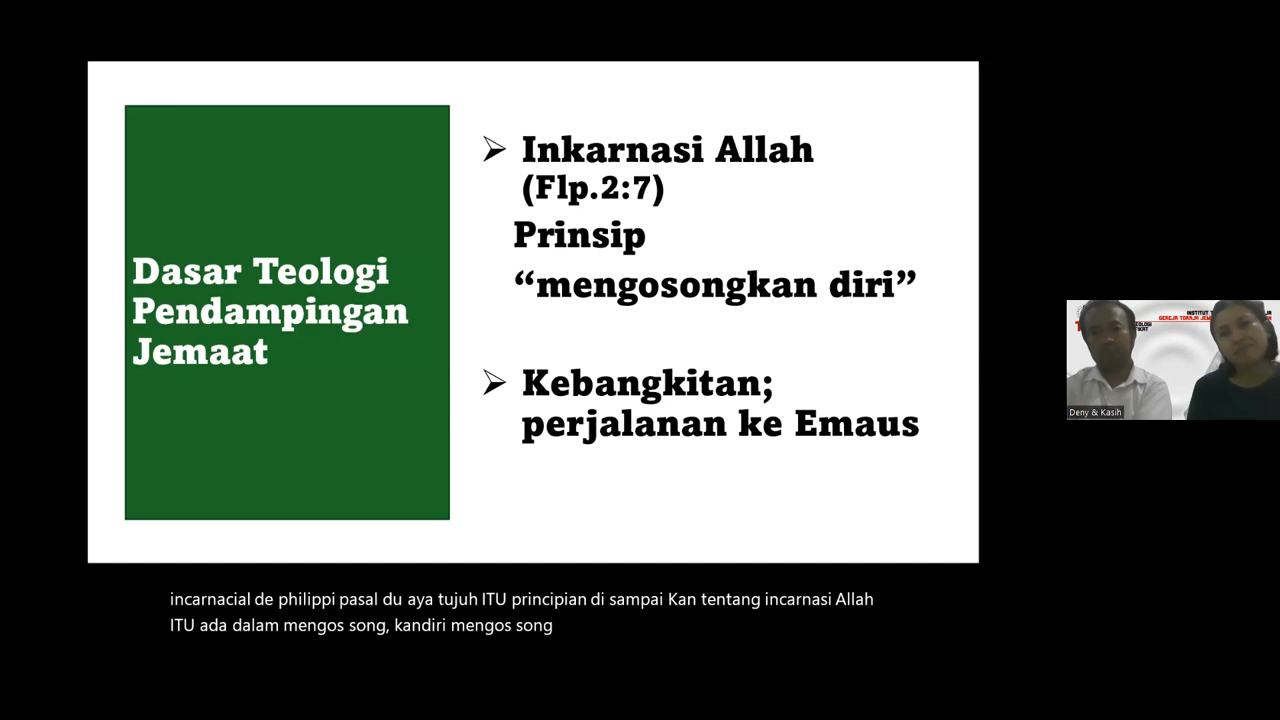 Dasar Teologi
Pendampingan
Jemaat
Inkarnasi Allah
(Flp.2:7)
Prinsip
“mengosongkan diri”
Kebangkitan;
perjalanan ke Emaus
Deny & Kasih
incarnacial de philippi pasal du aya tujuh ITU principian di sampai Kan tentang incarnasi Allah
ITU ada dalam mengos song, kandiri mengos song